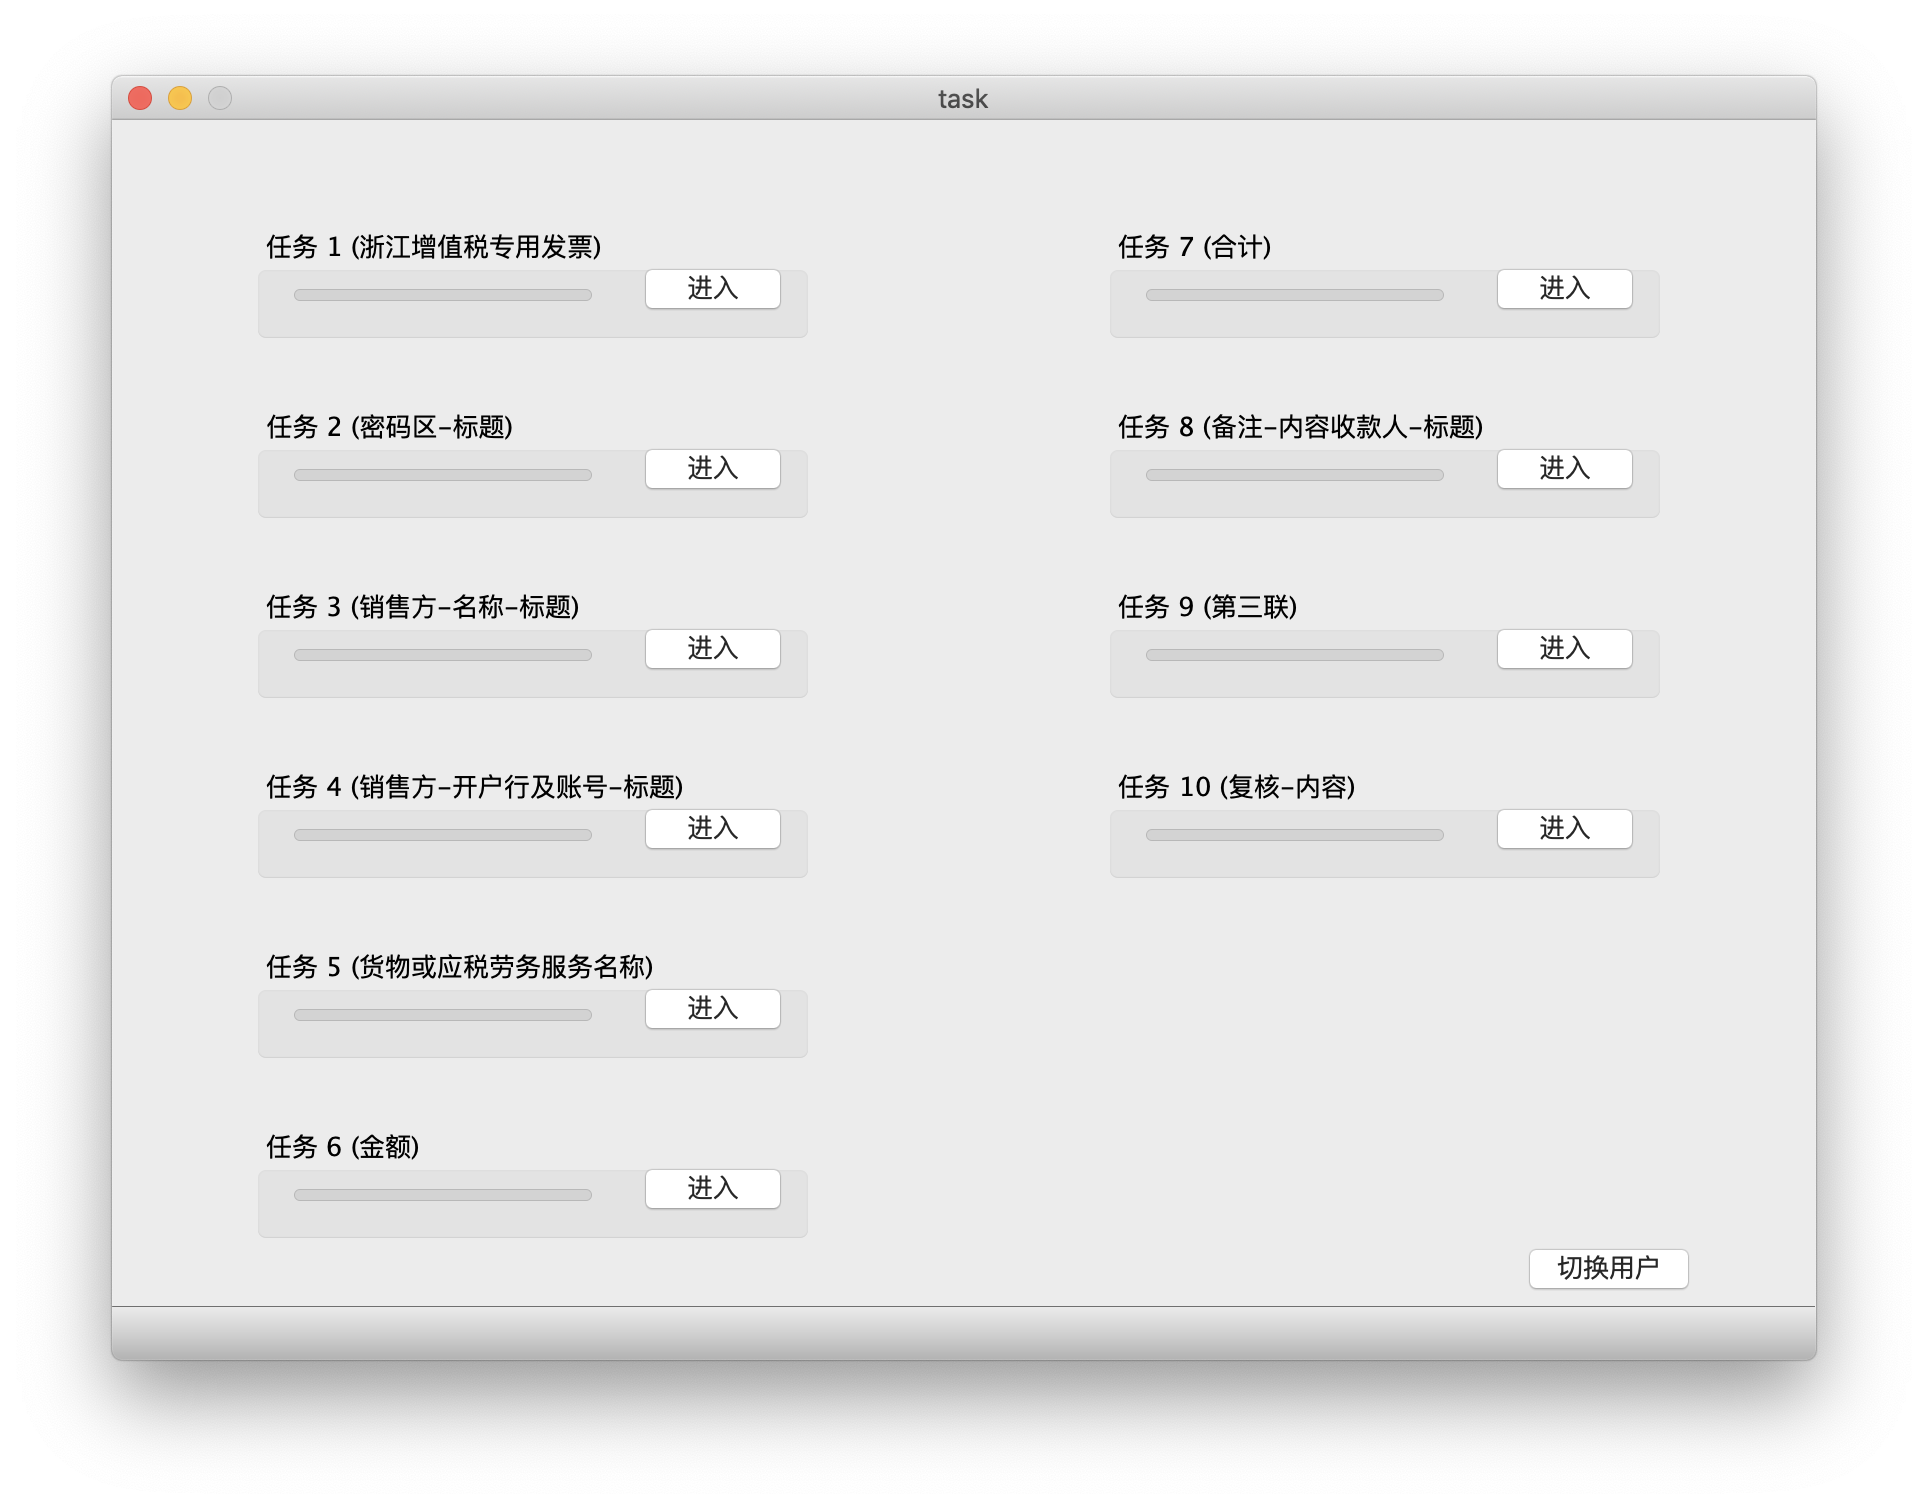 task
任务 1 (浙江增值税专用发票)
进入
任务 2 (密码区-标题)
进入
任务 3 (销售方-名称-标题)
进入
任务 4 (销售方-开户行及账号-标题)
进入
任务 5 (货物或应税劳务服务名称)
进入
任务 6 (金额)
进入
任务 7 (合计)
进入
任务 8 (备注-内容收款人-标题)
进入
任务 9 (第三联)
进入
任务 10 (复核-内容)
进入
切换用户